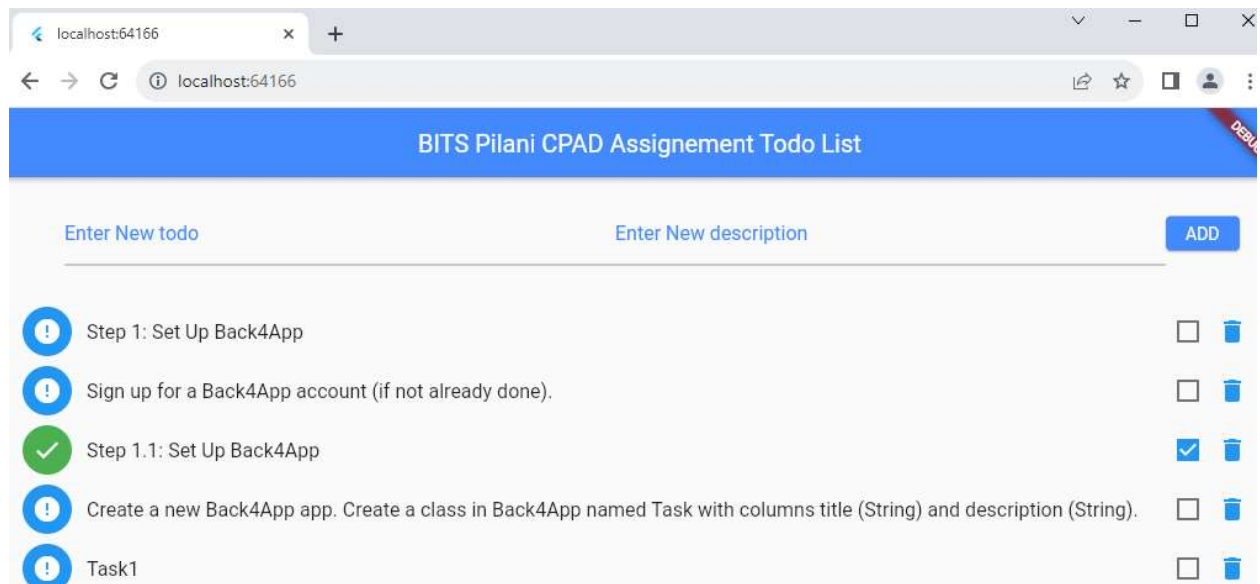 localhost:64166
localhost:64166
BITS Pilani CPAD Assignement Todo List
Enter New todo Enter New description ADD
Step 1: Set Up Back4App
Sign up for a Back4App account (if not already done).
Step 1.1: Set Up Back4App
Create a new Back4App app. Create a class in Back4App named Task with columns title (String) and description (String).
Task1